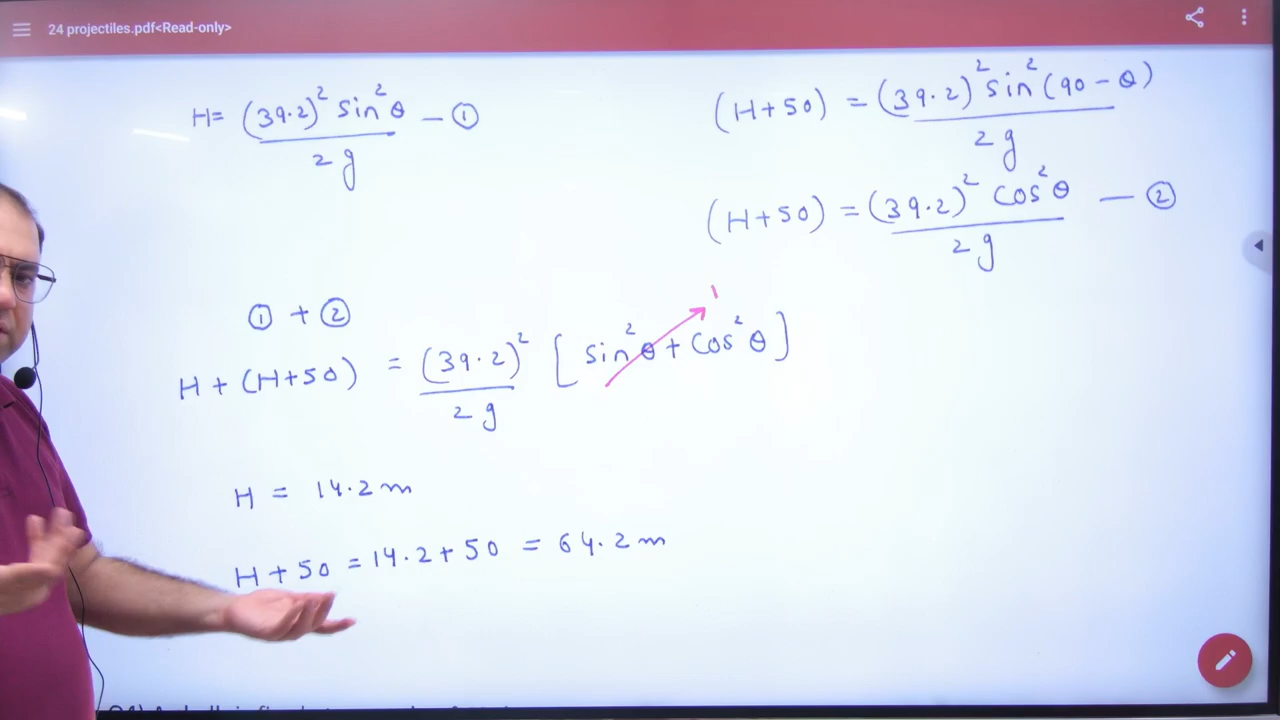 24 projectiles.pdf<Read-only>
H= (39.2)² sin²θ / 2g — ①
(H+50) = (39.2)² sin²(90-θ) / 2g
(H+50) = (39.2)² cos²θ / 2g — ②
① + ②
H + (H+50) = (39.2)² / 2g [sin²θ + cos²θ] 1
H = 14.2 m
H + 50 = 14.2 + 50 = 64.2 m